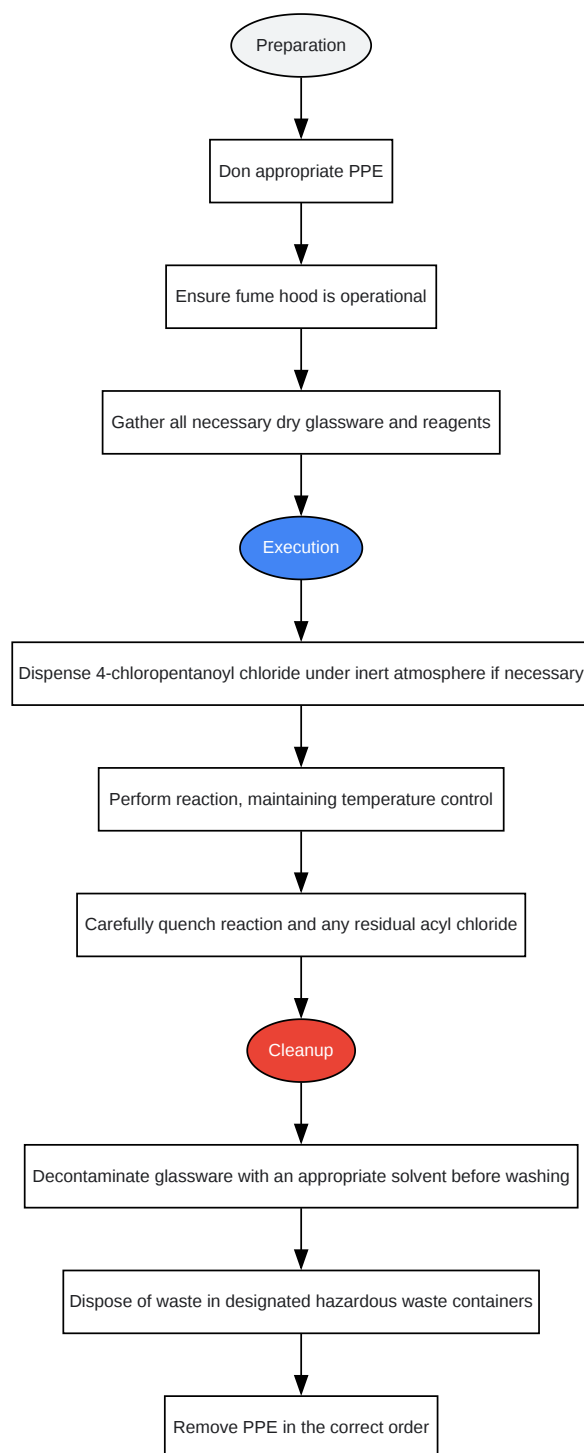 Preparation
Don appropriate PPE
Ensure fume hood is operational
Gather all necessary dry glassware and reagents
Execution
Dispense 4-chloropentanoyl chloride under inert atmosphere if necessary
Perform reaction, maintaining temperature control
Carefully quench reaction and any residual acyl chloride
Cleanup
Decontaminate glassware with an appropriate solvent before washing
Dispose of waste in designated hazardous waste containers
Remove PPE in the correct order